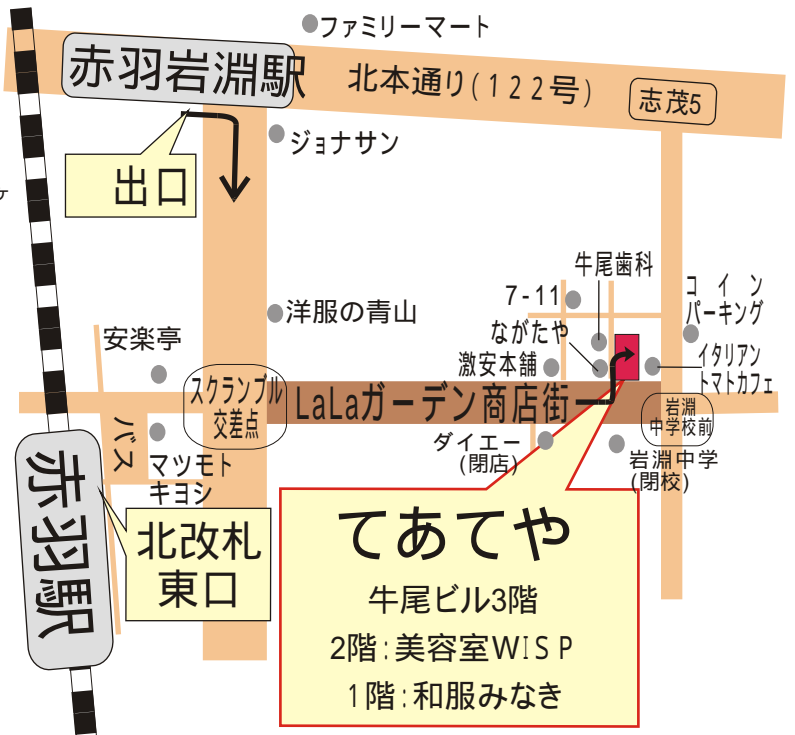 ファミリーマート
赤羽岩淵駅
北本通り(122号)
志茂5
ジョナサン
出口
ヶ
牛尾歯科
7-11
コイン
パーキング
洋服の青山
ながたや
安楽亭
激安本舗
イタリアン
トマトカフェ
スクランブル
交差点
LaLaガーデン商店街
岩淵
中学校前
バス
マツモト
キヨシ
ダイエー
(閉店)
岩淵中学
(閉校)
赤羽駅
北改札
東口
てあてや
牛尾ビル3階
2階:美容室WISP
1階:和服みなき